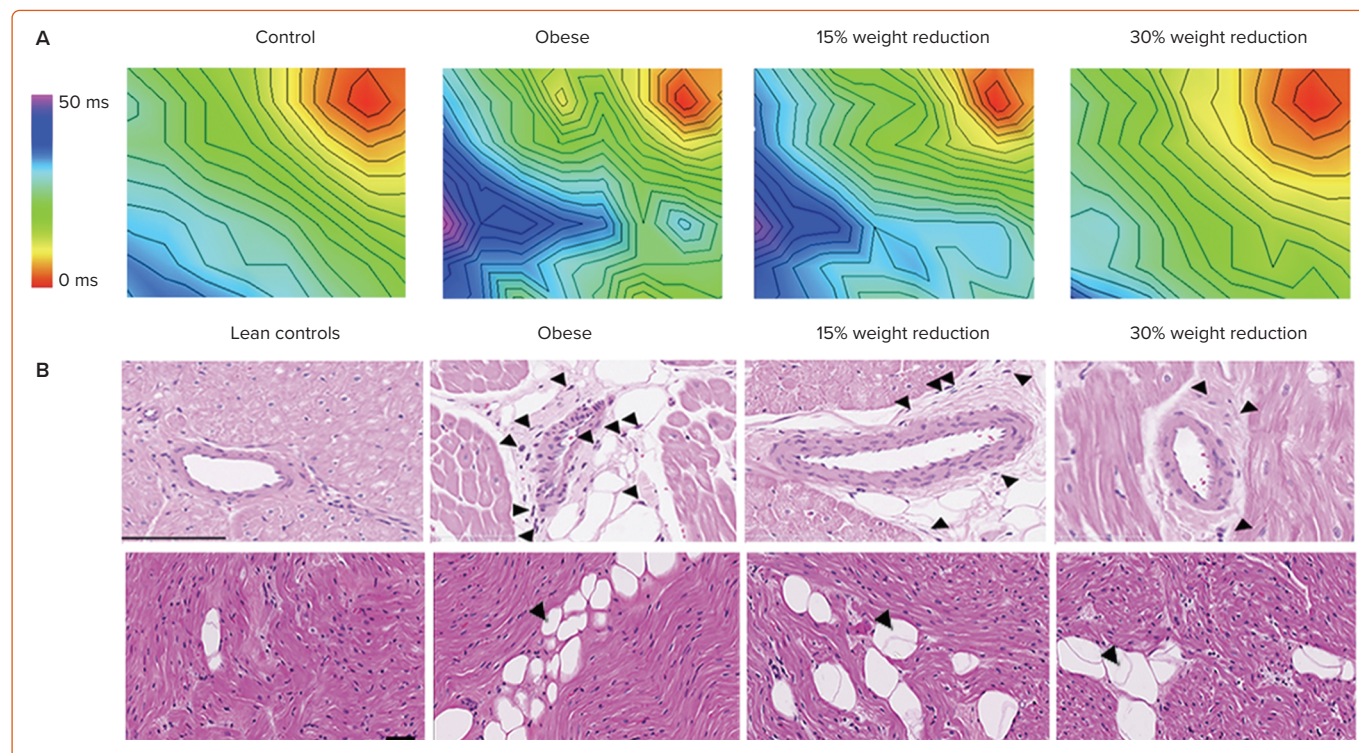 A
Control Obese 15% weight reduction 30% weight reduction
50 ms
0 ms
Lean controls Obese 15% weight reduction 30% weight reduction
B